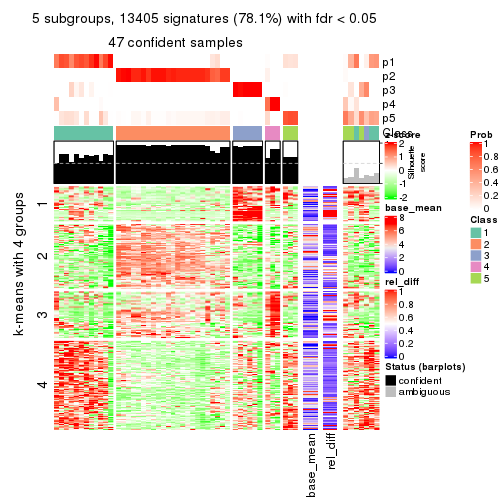 5 subgroups, 13405 signatures (78.1%) with fdr < 0.05
47 confident samples
p1
p2
p3
p4
p5
Class
k-means with 4 groups
1
2
3
4
Silhouette
score
base_mean
rel_diff
z-score
2
1
0
-1
-2
base_mean
8
6
4
2
0
rel_diff
1
0.8
0.6
0.4
0.2
0
Status (barplots)
confident
ambiguous
Prob
1
0.8
0.6
0.4
0.2
0
Class
1
2
3
4
5